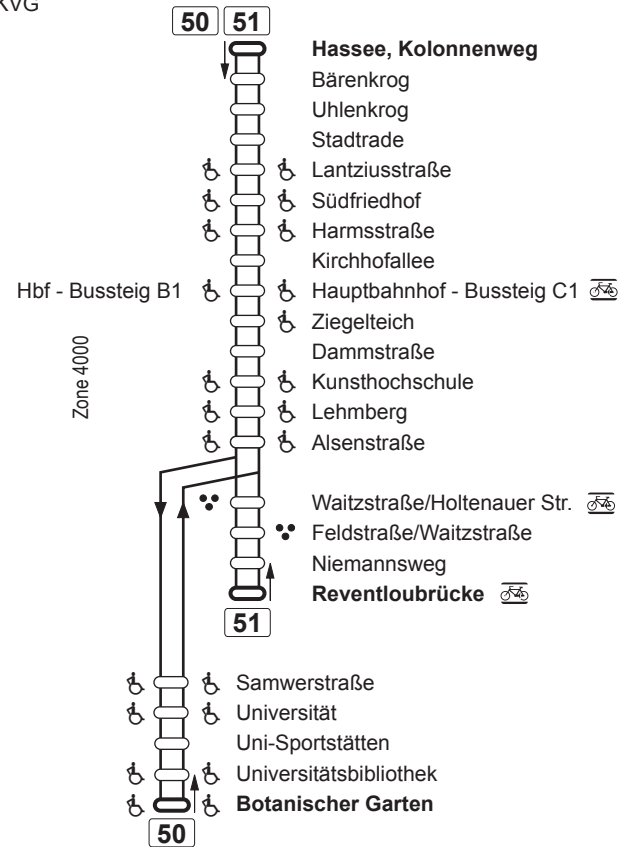 KVG
50 51
Hassee, Kolonnenweg
Bärenkrog
Uhlenkrog
Stadtrade
Lantziusstraße
Südfriedhof
Harmsstraße
Kirchhofallee
Hbf - Bussteig B1 Hauptbahnhof - Bussteig C1
Ziegelteich
Zone 4000
Dammstraße
Kunsthochschule
Lehmberg
Alsenstraße
Waitzstraße/Holtenauer Str.
Feldstraße/Waitzstraße
Niemannsweg
Reventloubrücke
51
Samwerstraße
Universität
Uni-Sportstätten
Universitätsbibliothek
Botanischer Garten
50